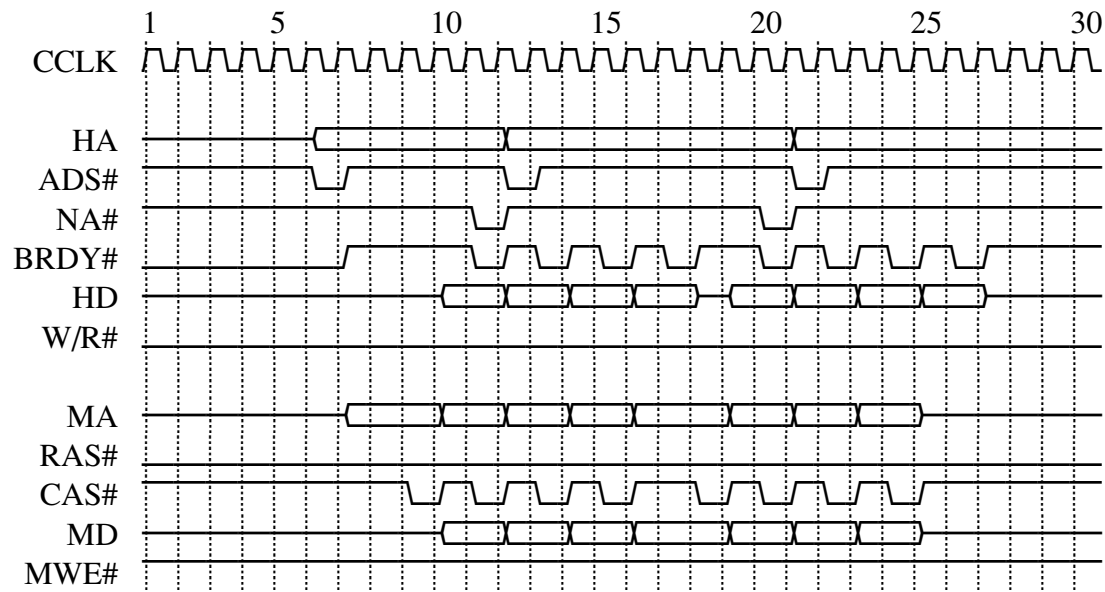 1 5 10 15 20 25 30
CCLK
HA
ADS#
NA#
BRDY#
HD
W/R#
MA
RAS#
CAS#
MD
MWE#